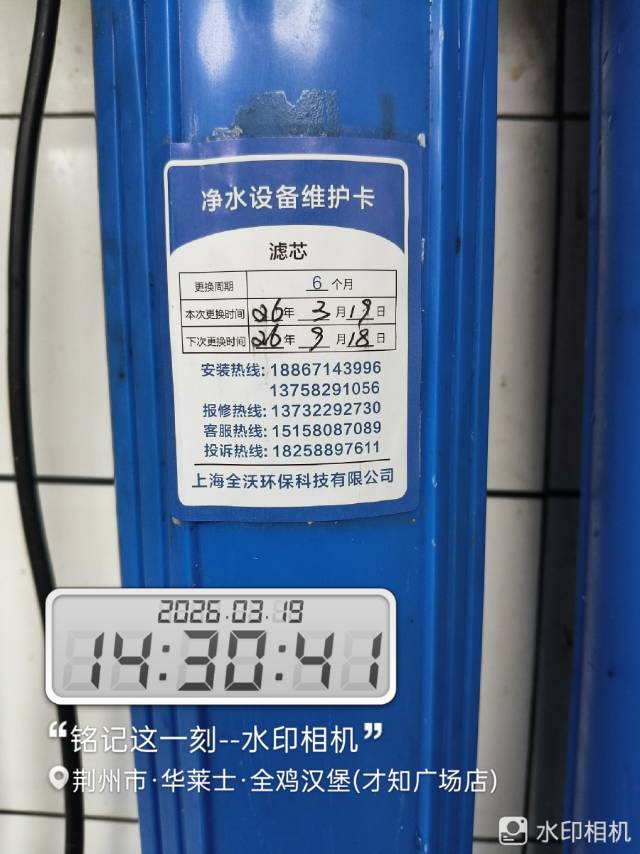 净水设备维护卡
滤芯
更换周期 6 个月
本次更换时间 26 年 3 月 19 日
下次更换时间 26 年 9 月 18 日
安装热线: 18867143996
13758291056
报修热线: 13732292730
客服热线: 15158087089
投诉热线: 18258897611
上海全沃环保科技有限公司
2026.03.19
14:30:41
“铭记这一刻--水印相机”
荆州市·华莱士·全鸡汉堡(才知广场店)
水印相机